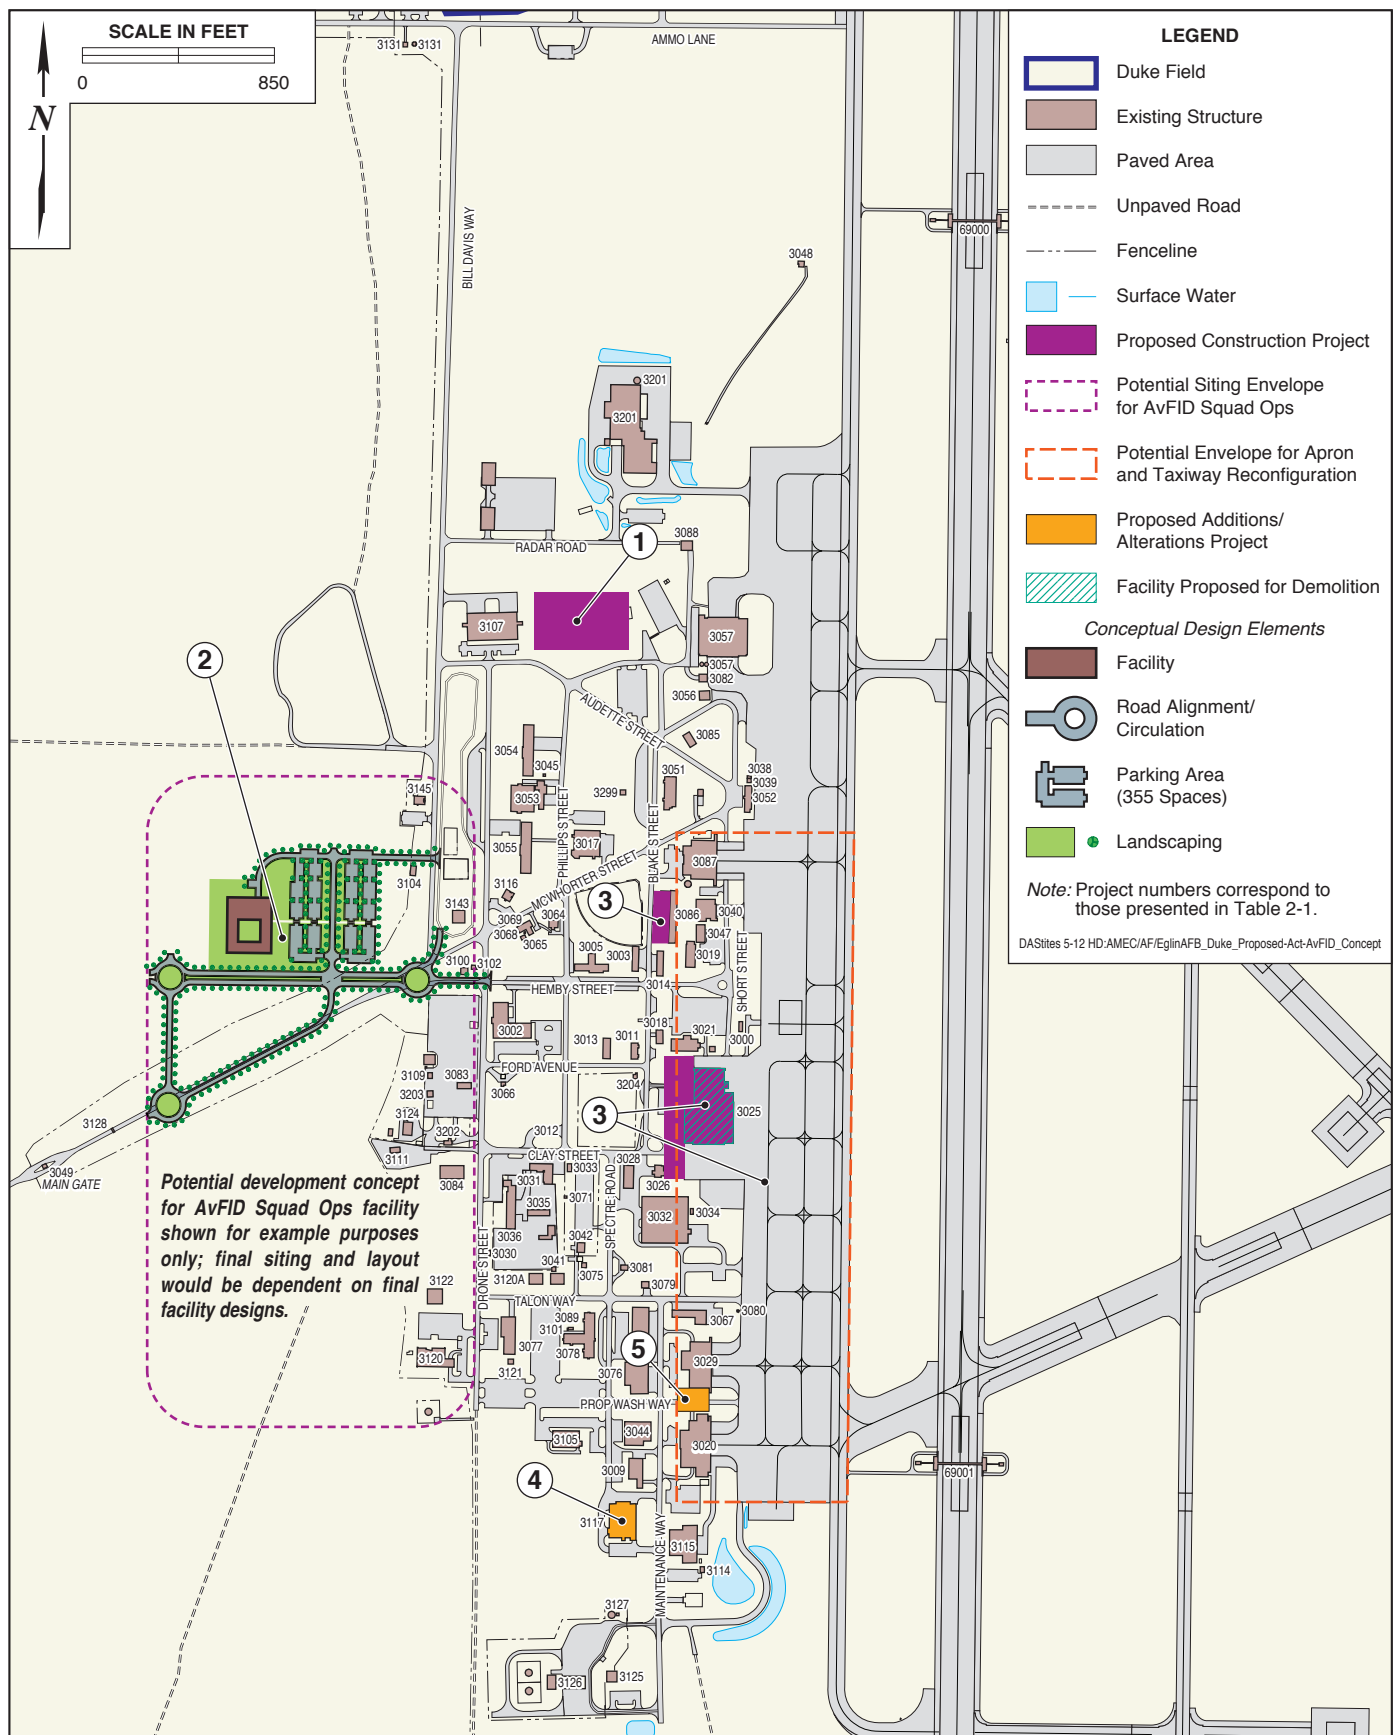 SCALE IN FEET
0 850
N
LEGEND
Duke Field
Existing Structure
Paved Area
Unpaved Road
Fenceline
Surface Water
Proposed Construction Project
Potential Siting Envelope
for AvFID Squad Ops
Potential Envelope for Apron
and Taxiway Reconfiguration
Proposed Additions/
Alterations Project
Facility Proposed for Demolition
Conceptual Design Elements
Facility
Road Alignment/
Circulation
Parking Area
(355 Spaces)
Landscaping
Note: Project numbers correspond to
those presented in Table 2-1.
DAStites 5-12 HD:AMEC/AF/EglinAFB_Duke_Proposed-Act-AvFID_Concept
3131 3131
AMMO LANE
BILL DAVIS WAY
69000
3048
3201
3201
RADAR ROAD
1
3088
3107
3057
3057
3082
3056
2
AUDETTE STREET
3085
3054
3045
3051
3038
3039
3052
3145
3053
3299
PHILLIPS STREET
BLAKE STREET
3055
3017
MCWHORTER STREET
3087
3104
3116
3143
3
3069
3064
3068
3065
3086
3040
3047
3005
3003
3019
3100
3102
SHORT STREET
HEMBY STREET
3014
3002
3018
3013
3011
3021
3000
FORD AVENUE
3109
3083
3066
3204
3203
3
3025
3124
3128
3202
3012
3111
CLAY STREET
3049
MAIN GATE
3084
3033
3028
3031
3026
3071
3035
SPECTRE ROAD
3032
3034
3036
3030
3042
3041
3075
3081
3120A
3079
DRONE STREET
TALON WAY
3122
3080
3089
3101
3067
3077
3078
5
3029
3120
3121
3076
PROP WASH WAY
3105
3044
3020
3009
4
69001
3117
MAINTENANCE WAY
3115
3114
3127
3126
3125
Potential development concept
for AvFID Squad Ops facility
shown for example purposes
only; final siting and layout
would be dependent on final
facility designs.